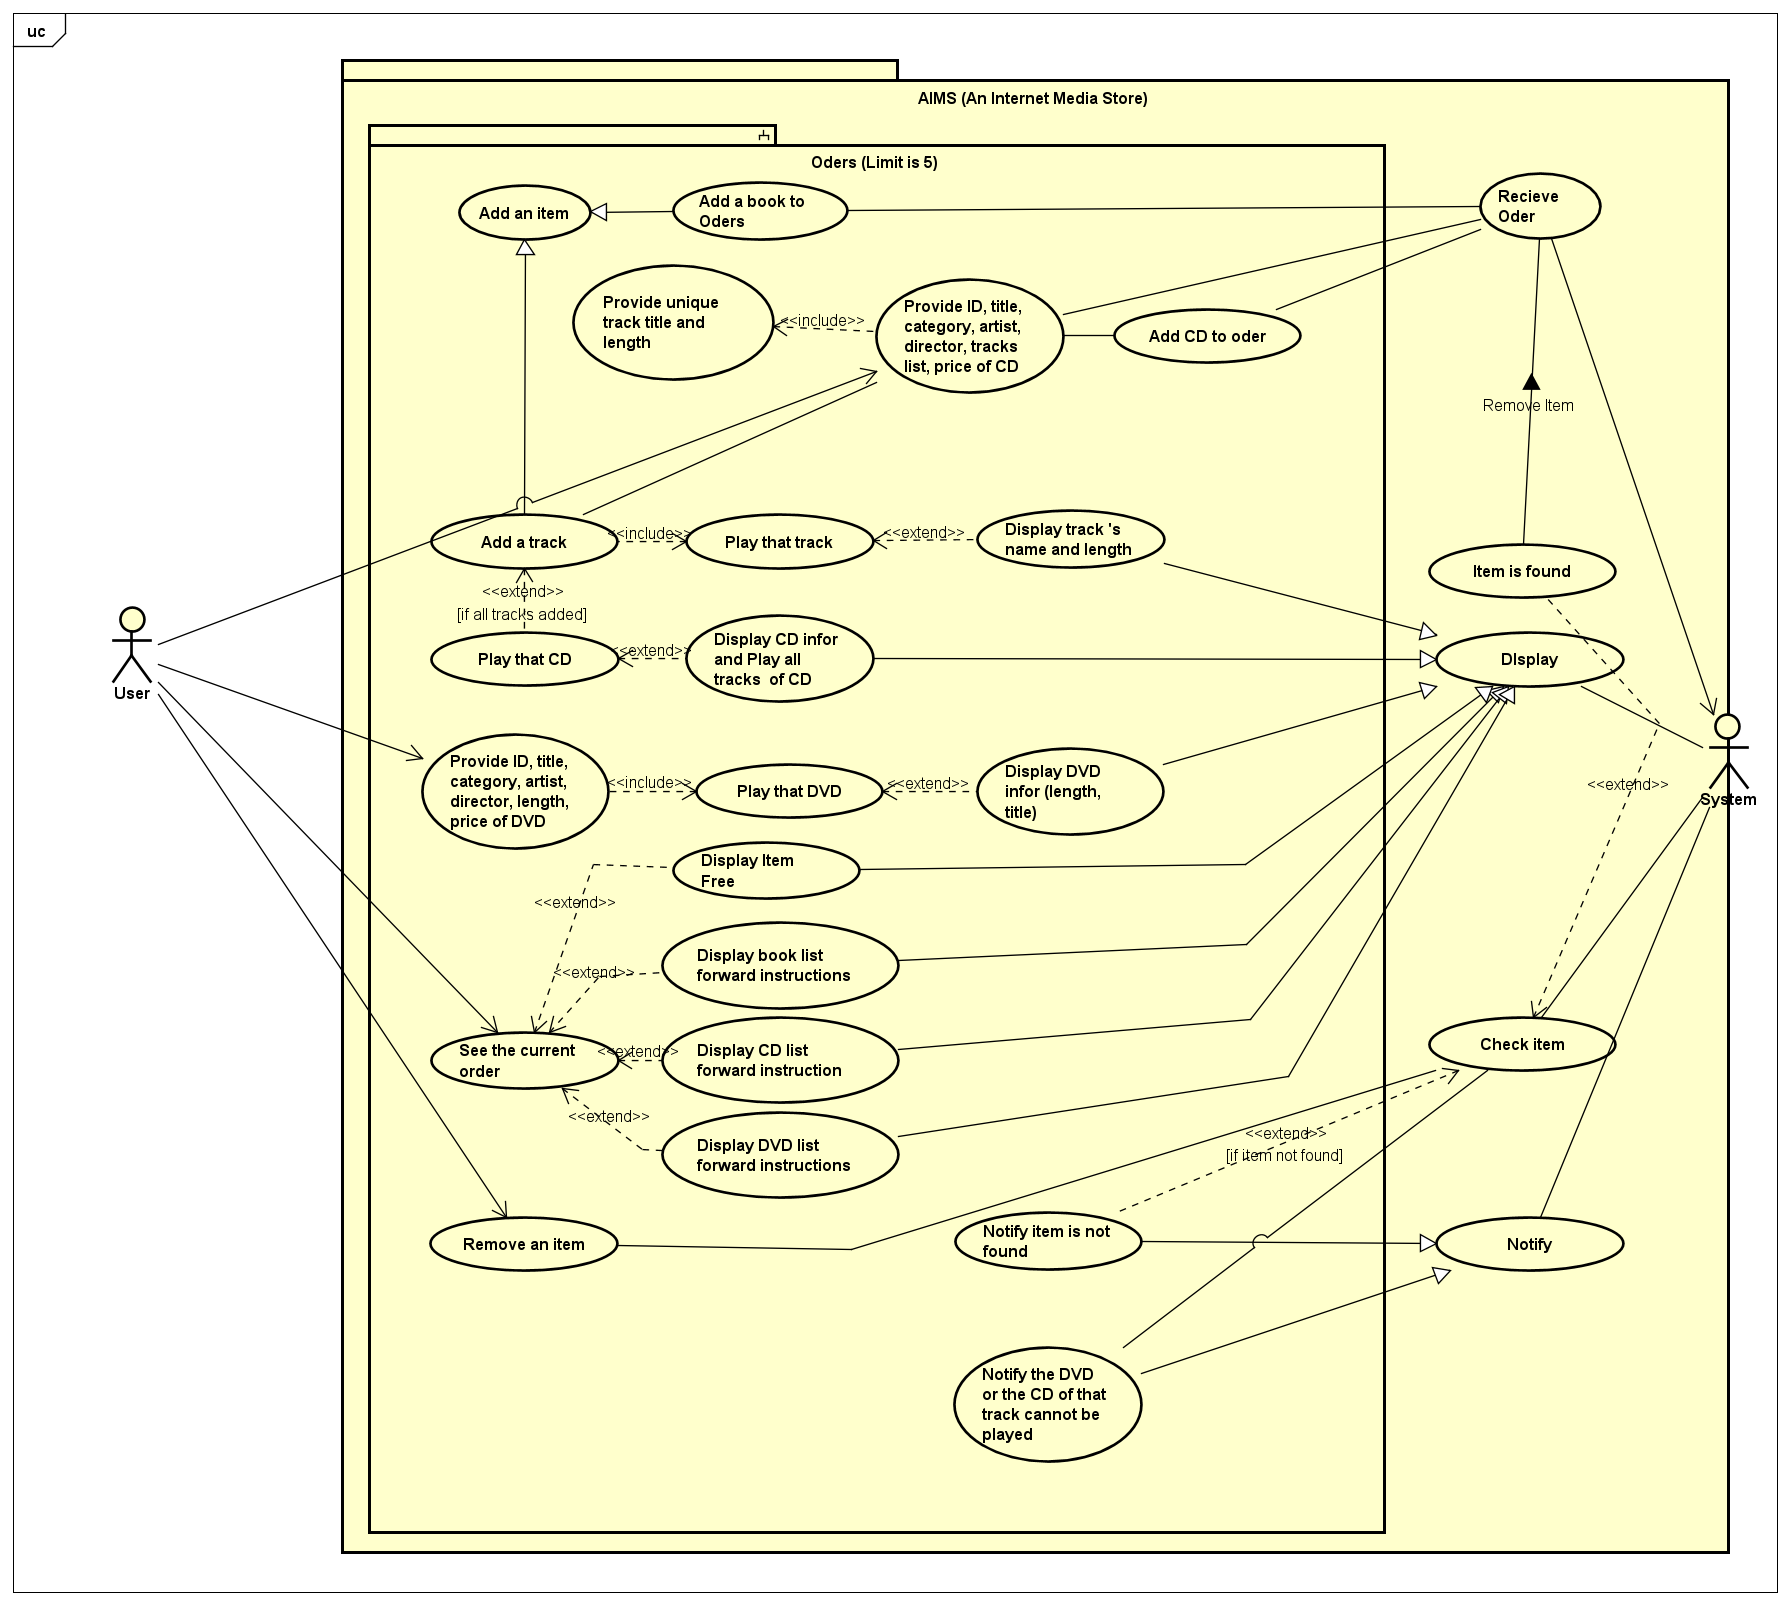 uc
AIMS (An Internet Media Store)
Oders (Limit is 5)
Add an item
Add a book to
Oders
Recieve
Oder
Provide unique
track title and
length
<<include>>
Provide ID, title,
category, artist,
director, tracks
list, price of CD
Add CD to oder
Remove Item
Add a track
<<include>>
Play that track
<<extend>>
Display track 's
name and length
Item is found
<<extend>>
[if all tracks added]
Play that CD
<<extend>>
Display CD infor
and Play all
tracks  of CD
DIsplay
User
Provide ID, title,
category, artist,
director, length,
price of DVD
<<include>>
Play that DVD
<<extend>>
Display DVD
infor (length,
title)
<<extend>>
System
Display Item
Free
<<extend>>
Display book list
forward instructions
<<extend>>
See the current
order
<<extend>>
Display CD list
forward instruction
Check item
<<extend>>
Display DVD list
forward instructions
<<extend>>
[if item not found]
Remove an item
Notify item is not
found
Notify
Notify the DVD
or the CD of that
track cannot be
played